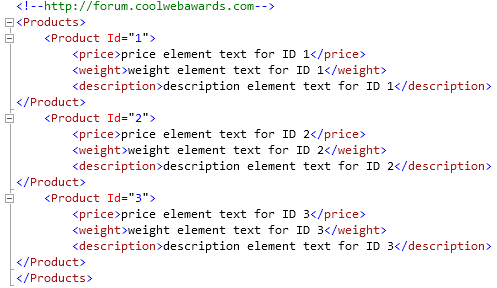 <!--http://forum.coolwebawards.com-->
<Products>
<Product Id="1">
<price>price element text for ID 1</price>
<weight>weight element text for ID 1</weight>
<description>description element text for ID 1</description>
</Product>
<Product Id="2">
<price>price element text for ID 2</price>
<weight>weight element text for ID 2</weight>
<description>description element text for ID 2</description>
</Product>
<Product Id="3">
<price>price element text for ID 3</price>
<weight>weight element text for ID 3</weight>
<description>description element text for ID 3</description>
</Product>
</Products>